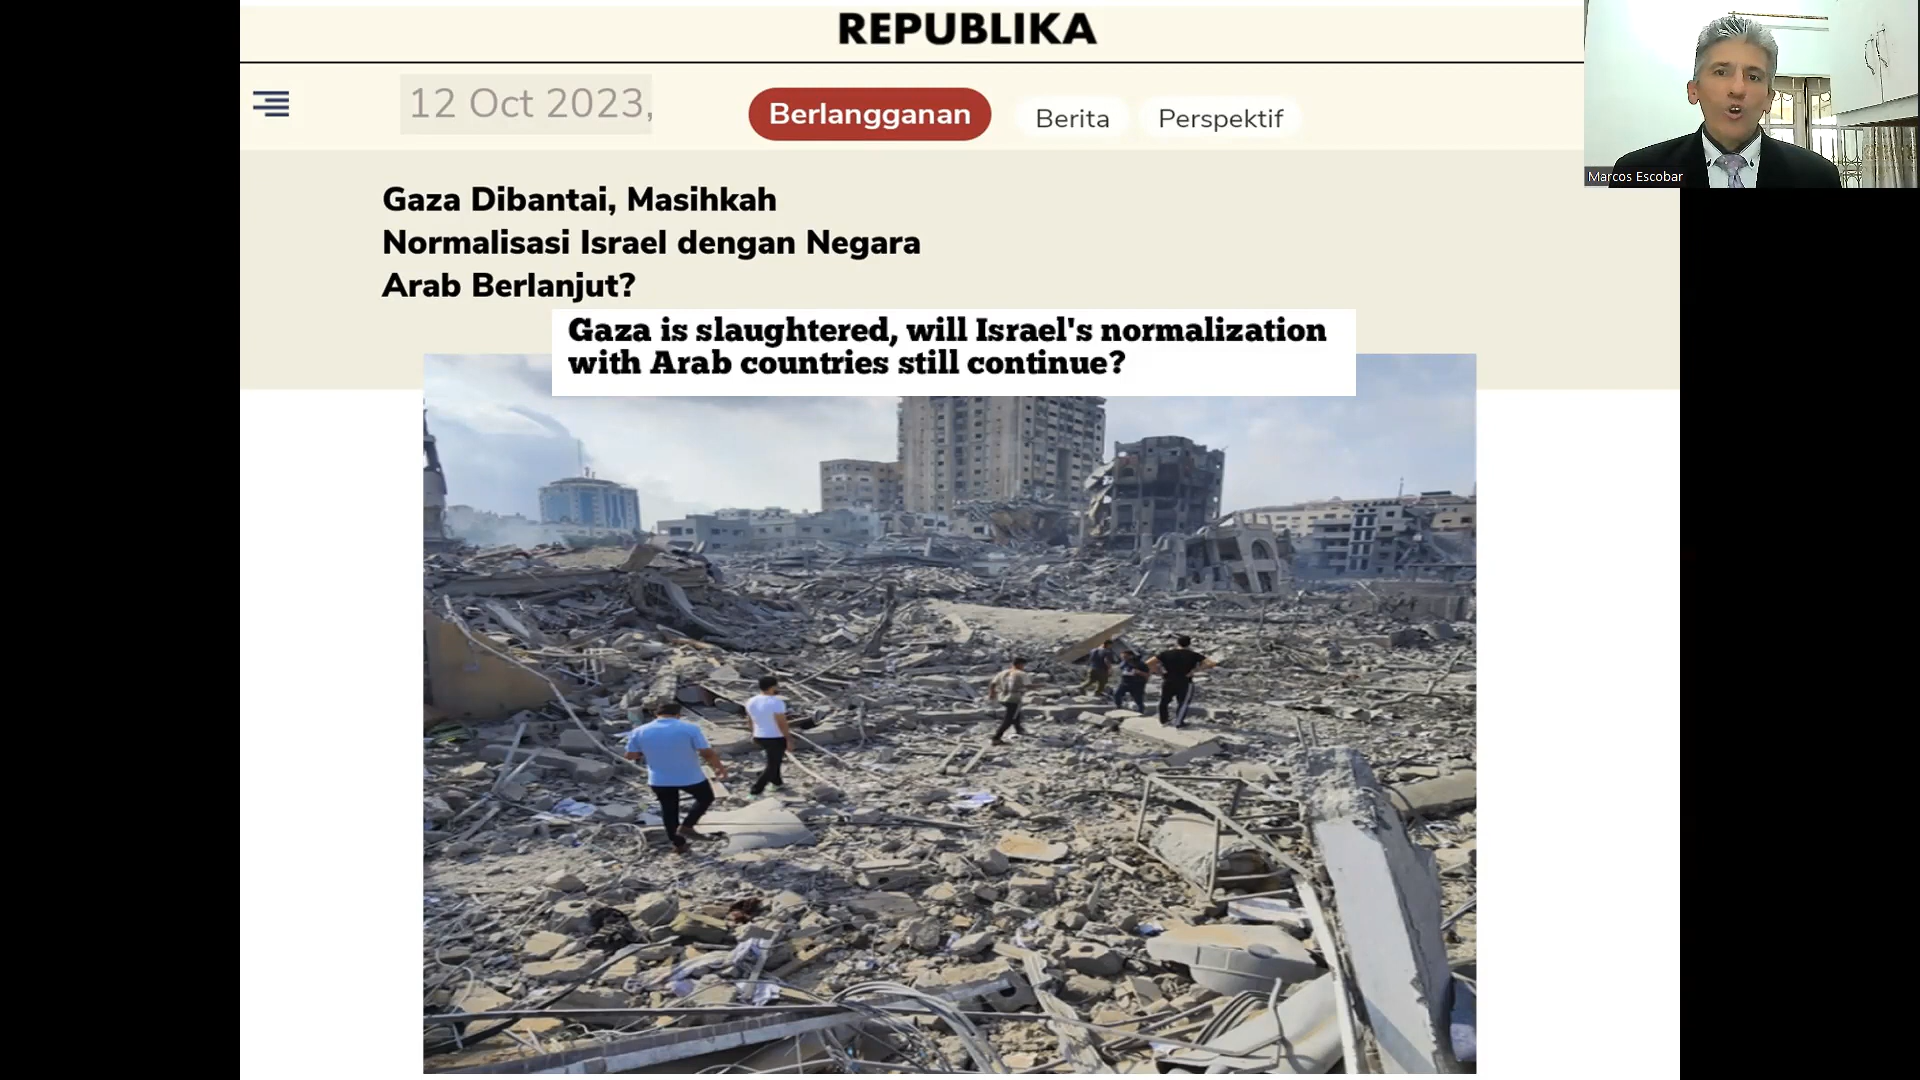 REPUBLIKA
12 Oct 2023,
Berlangganan
Berita
Perspektif
Marcos Escobar
Gaza Dibantai, Masihkah
Normalisasi Israel dengan Negara
Arab Berlanjut?
Gaza is slaughtered, will Israel's normalization
with Arab countries still continue?